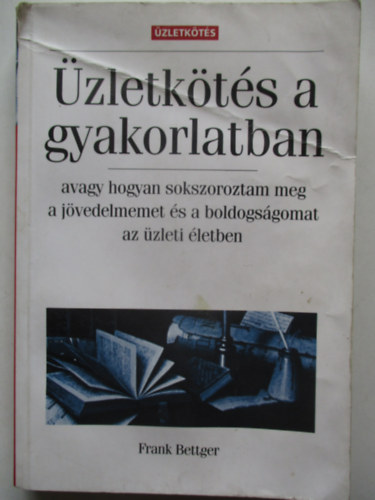 ÜZLETKÖTÉS
Üzletkötés a
gyakorlatban
avagy hogyan sokszoroztam meg
a jövedelmemet és a boldogságomat
az üzleti életben
Frank Bettger